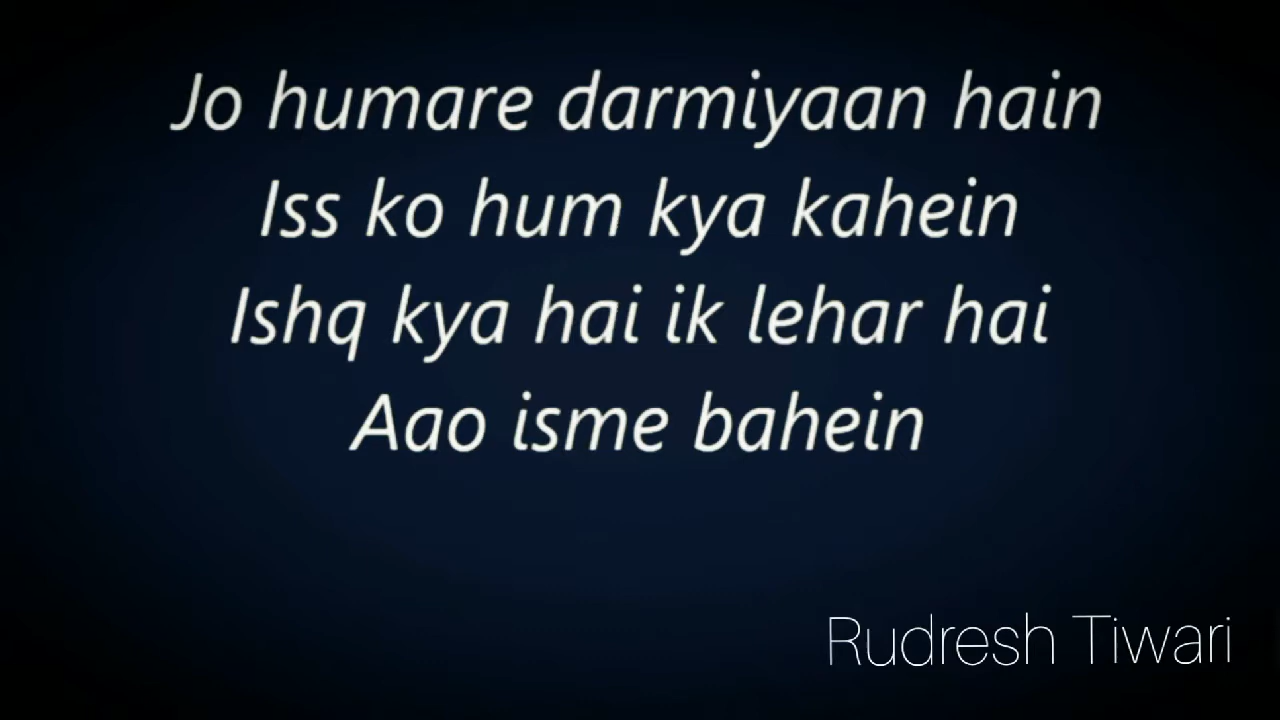 Jo humare darmiyaan hain
Iss ko hum kya kahein
Ishq kya hai ik lehar hai
Aao isme bahein
Rudresh Tiwari